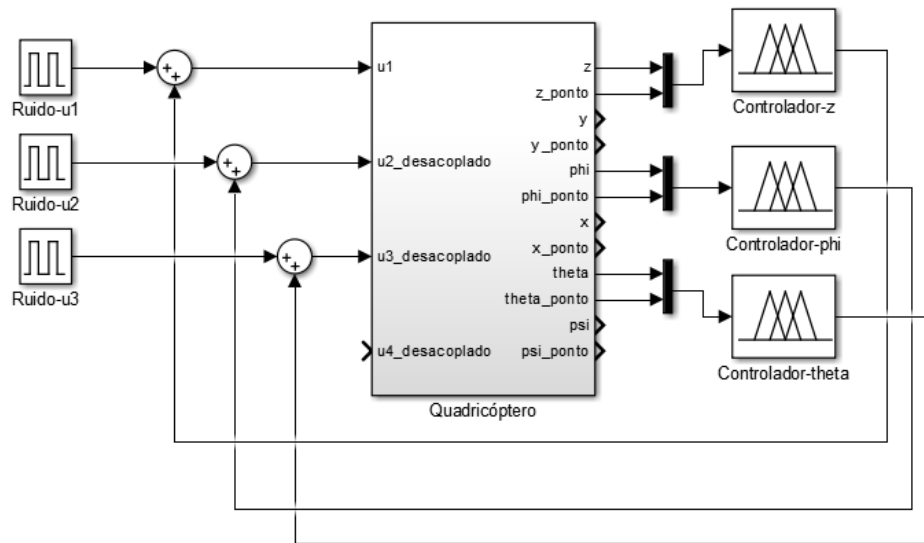 Ruido-u1
Ruido-u2
Ruido-u3
+
+
+
+
+
+
u1
u2_desacoplado
u3_desacoplado
u4_desacoplado
z
z_ponto
y
y_ponto
phi
phi_ponto
x
x_ponto
theta
theta_ponto
psi
psi_ponto
Quadricóptero
Controlador-z
Controlador-phi
Controlador-theta